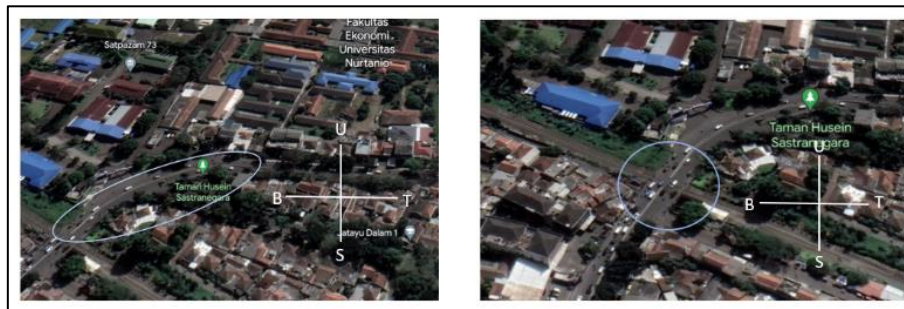 Satpazam 73
Fakultas
Ekonomi
Universitas
Nurtanio
U
Taman Husein
Sastranegara
B
T
Jatayu Dalam 1
S
Taman Husein
Sastranegara
U
B
T
S